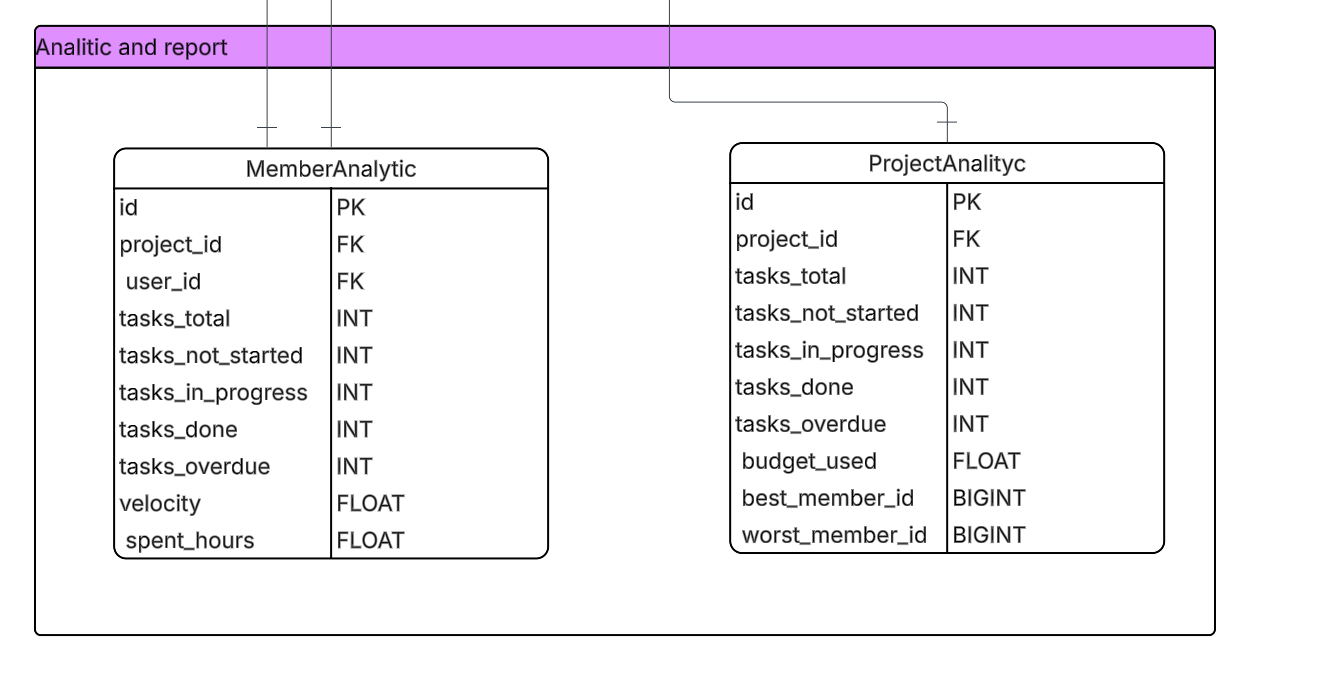 Analitic and report
MemberAnalytic
id PK
project_id FK
user_id FK
tasks_total INT
tasks_not_started INT
tasks_in_progress INT
tasks_done INT
tasks_overdue INT
velocity FLOAT
spent_hours FLOAT
ProjectAnalityc
id PK
project_id FK
tasks_total INT
tasks_not_started INT
tasks_in_progress INT
tasks_done INT
tasks_overdue INT
budget_used FLOAT
best_member_id BIGINT
worst_member_id BIGINT